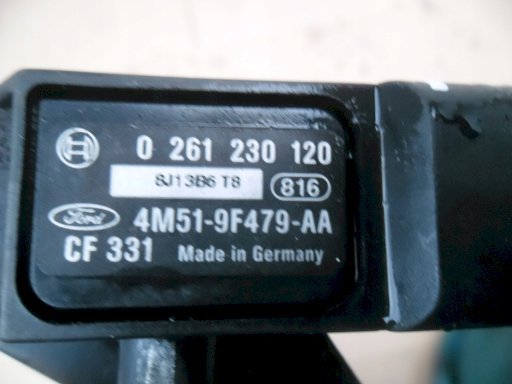 0 261 230 120
8J13B6 T8 816
Ford 4M51-9F479-AA
CF 331 Made in Germany